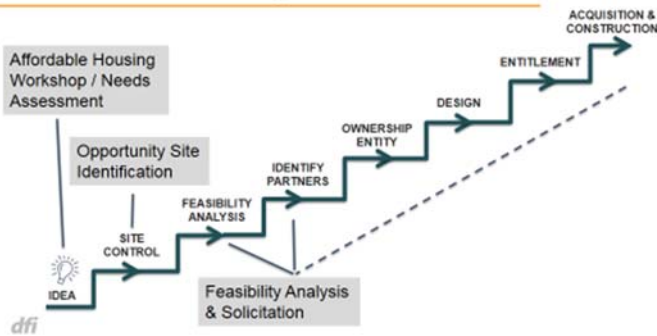 ACQUISITION &
CONSTRUCTION
ENTITLEMENT
DESIGN
OWNERSHIP
ENTITY
IDENTIFY
PARTNERS
FEASIBILITY
ANALYSIS
SITE
CONTROL
IDEA
Affordable Housing
Workshop / Needs
Assessment
Opportunity Site
Identification
Feasibility Analysis
& Solicitation
dfi